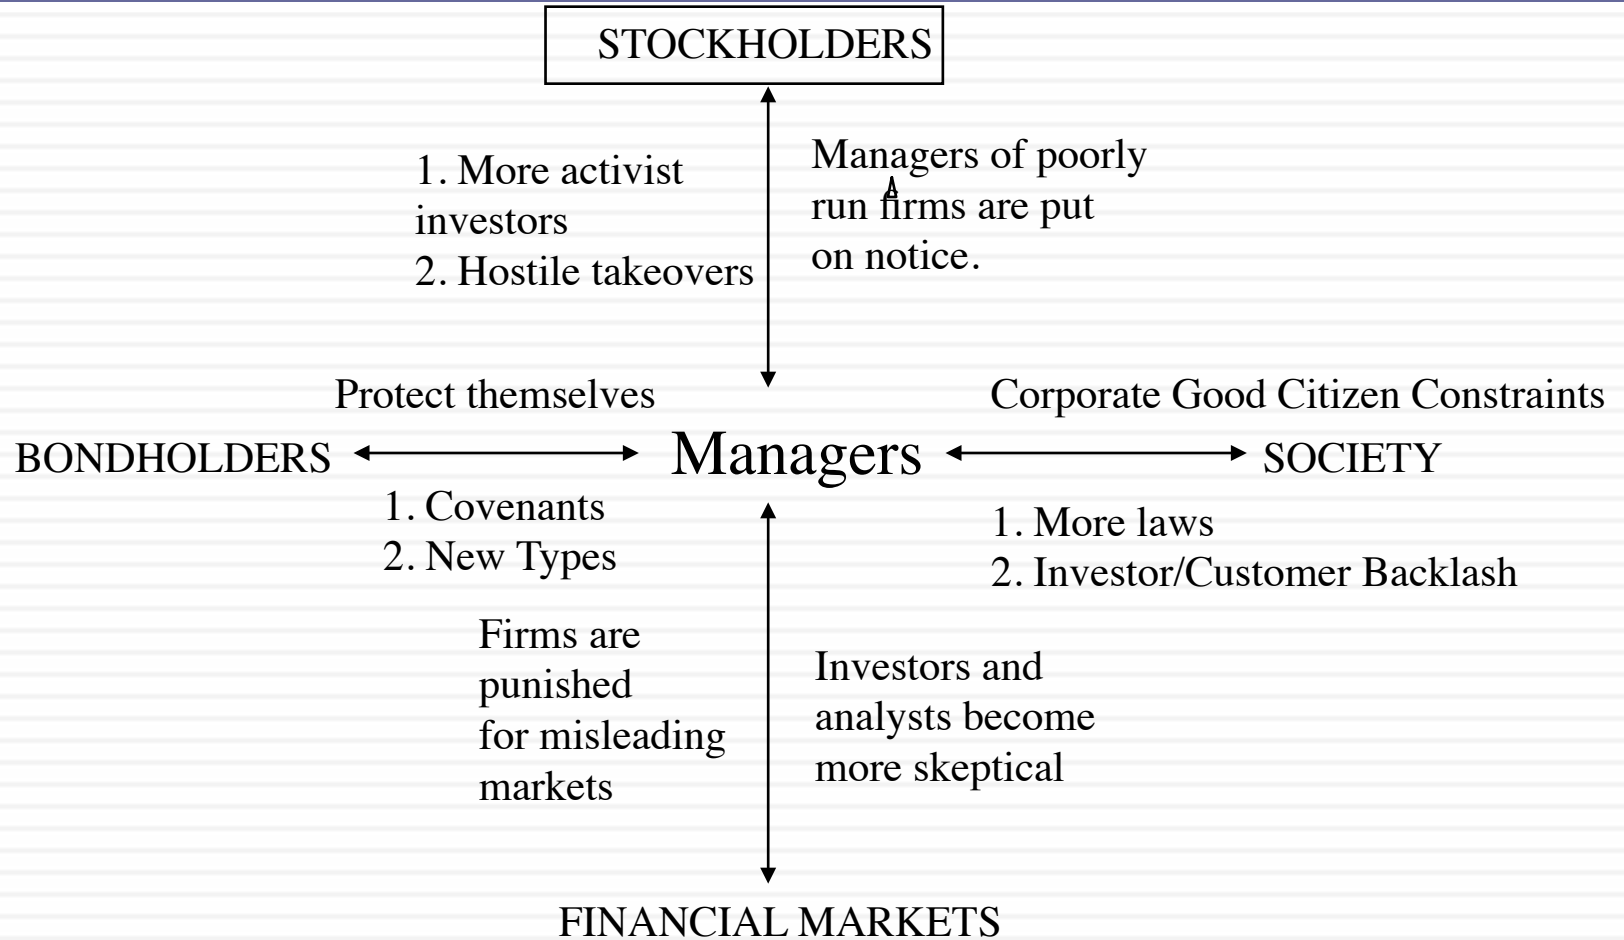 STOCKHOLDERS
1. More activist
investors
2. Hostile takeovers
Managers of poorly
run firms are put
on notice.
Protect themselves
Corporate Good Citizen Constraints
BONDHOLDERS
Managers
SOCIETY
1. Covenants
2. New Types
1. More laws
2. Investor/Customer Backlash
Firms are
punished
for misleading
markets
Investors and
analysts become
more skeptical
FINANCIAL MARKETS